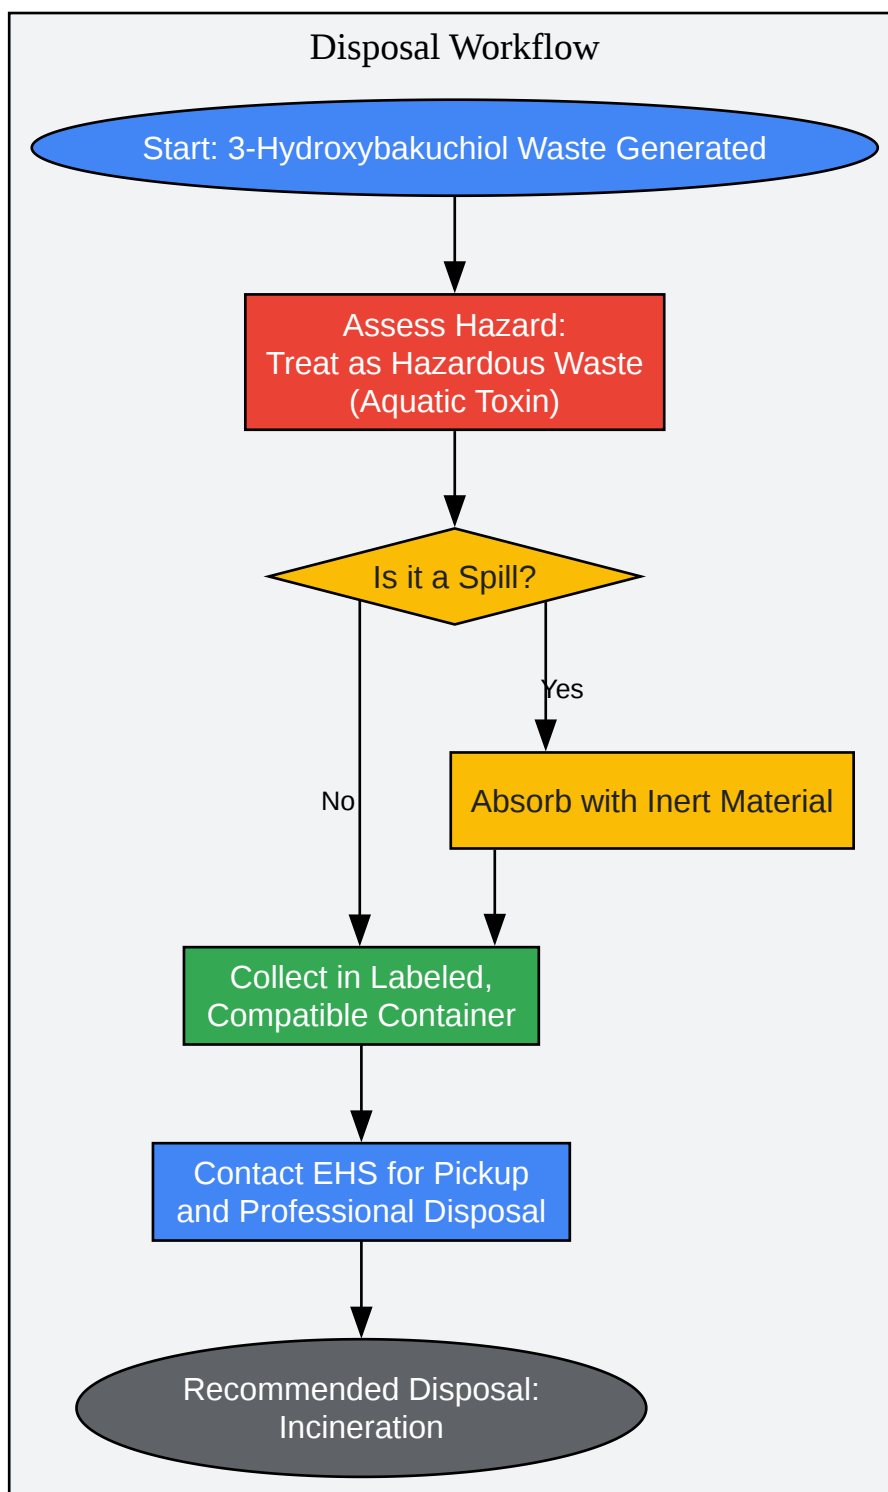 Disposal Workflow
Start: 3-Hydroxybakuchiol Waste Generated
Assess Hazard:
Treat as Hazardous Waste
(Aquatic Toxin)
Is it a Spill?
Yes
Absorb with Inert Material
No
Collect in Labeled,
Compatible Container
Contact EHS for Pickup
and Professional Disposal
Recommended Disposal:
Incineration